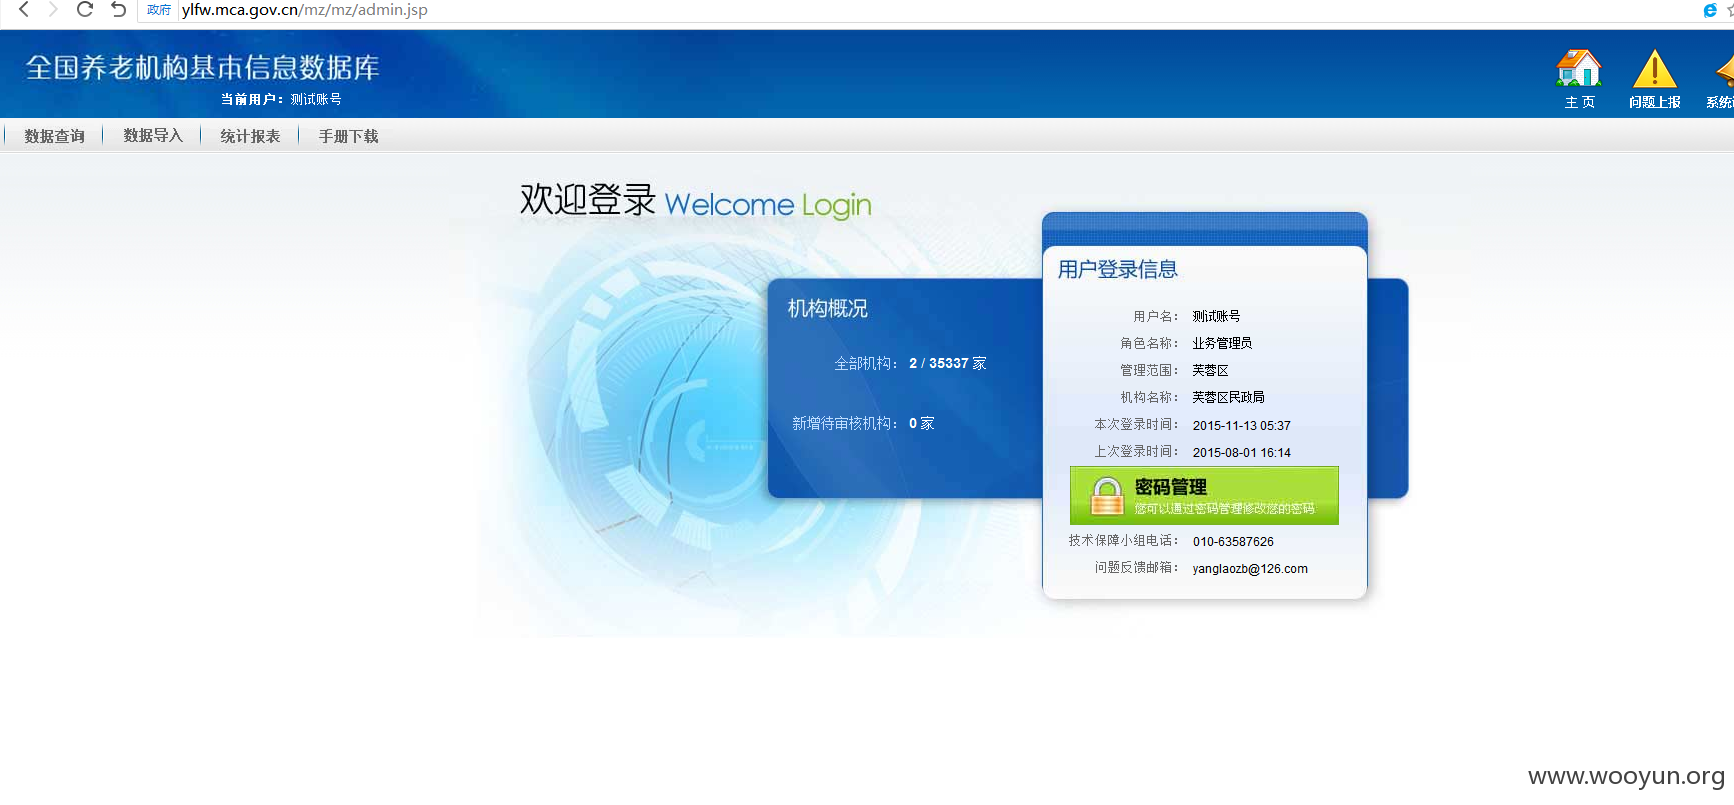 政府 ylfw.mca.gov.cn/mz/mz/admin.jsp
全国养老机构基本信息数据库
当前用户：测试账号
主 页 问题上报 系统
数据查询 数据导入 统计报表 手册下载
欢迎登录 Welcome Login
用户登录信息
机构概况
用户名： 测试账号
角色名称： 业务管理员
全部机构： 2 / 35337 家
管理范围： 芙蓉区
机构名称： 芙蓉区民政局
新增待审核机构： 0 家
本次登录时间： 2015-11-13 05:37
上次登录时间： 2015-08-01 16:14
密码管理
您可以通过密码管理修改您的密码
技术保障小组电话： 010-63587626
问题反馈邮箱： yanglaozb@126.com
www.wooyun.org